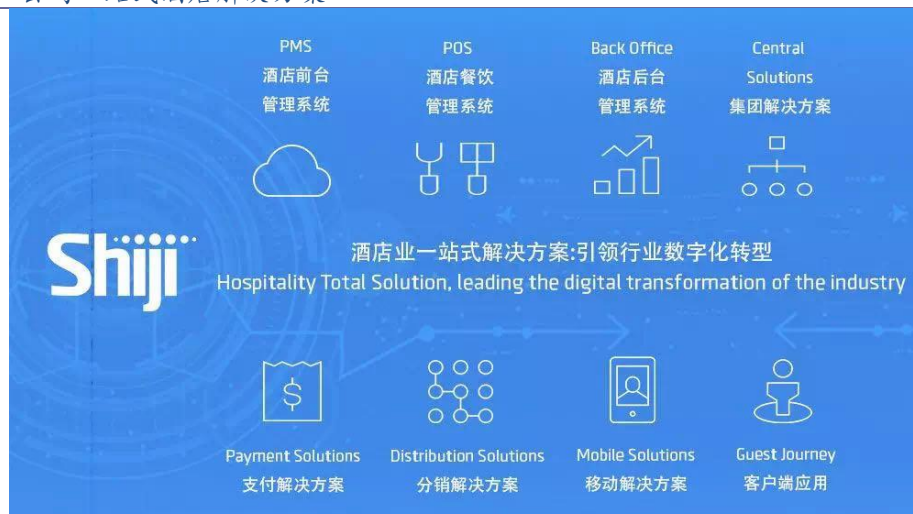 PMS
酒店前台
管理系统
POS
酒店餐饮
管理系统
Back Office
酒店后台
管理系统
Central
Solutions
集团解决方案
Shiji
酒店业一站式解决方案:引领行业数字化转型
Hospitality Total Solution, leading the digital transformation of the industry
$
Payment Solutions
支付解决方案
Distribution Solutions
分销解决方案
Mobile Solutions
移动解决方案
Guest Journey
客户端应用